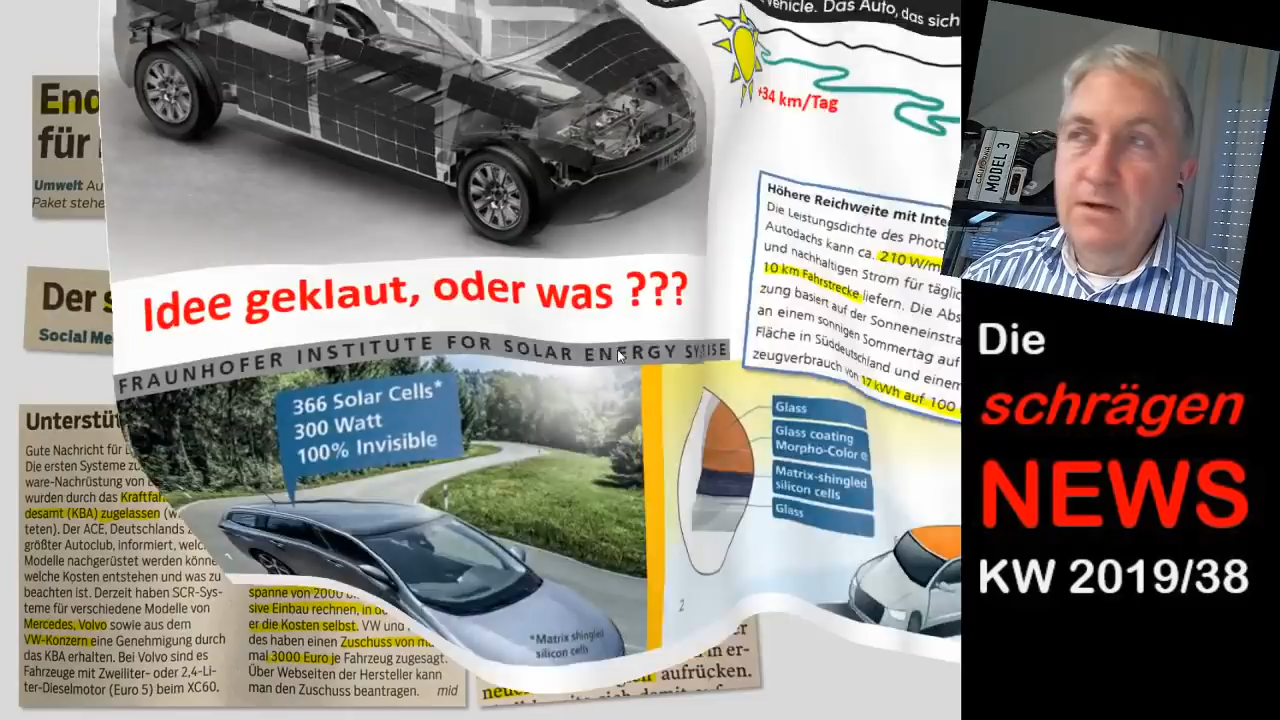 Vehicle. Das Auto, das sich
+34 km/Tag
CALIFORNIA
MODEL 3
für
Umwelt Au
Paket stehe
Höhere Reichweite mit
Die Leistungsdichte des
Autodachs kann ca. 210
und nachhaltigen Strom für
10 km Fahrstrecke liefern. Die
zung basiert auf der
an einem sonnigen Sommertag auf
Fläche in Süddeutschland und einem
zeugverbrauch von 17 kWh auf 100
Idee geklaut, oder was ???
Der
Social Me
FRAUNHOFER INSTITUTE FOR SOLAR ENERGY
366 Solar Cells*
300 Watt
100% Invisible
Glass
Glass coating
Morpho-Color ®
Matrix-shingled
silicon cells
Glass
2
*Matrix shingled
silicon cells
Gute Nachricht für
Die ersten Systeme zu
ware-Nachrüstung von
wurden durch das
desamt (KBA) zugelassen
teten). Der ACE, Deutschlands
größter Autoclub, informiert,
Modelle nachgerüstet werden
welche Kosten entstehen und was zu
beachten ist. Derzeit haben SCR-Sys-
teme für verschiedene Modelle von
Mercedes, Volvo sowie aus dem
VW-Konzern eine Genehmigung durch
das KBA erhalten. Bei Volvo sind es
Fahrzeuge mit Zweiliter- oder 2,4-Li-
ter-Dieselmotor (Euro 5) beim XC60.
spanne von 2000
sive Einbau rechnen, in
er die Kosten selbst. VW und
des haben einen Zuschuss von
mal 3000 Euro je Fahrzeug zugesagt.
Über Webseiten der Hersteller kann
man den Zuschuss beantragen. mid
in er-
aufrücken.
Die
schrägen
NEWS
KW 2019/38